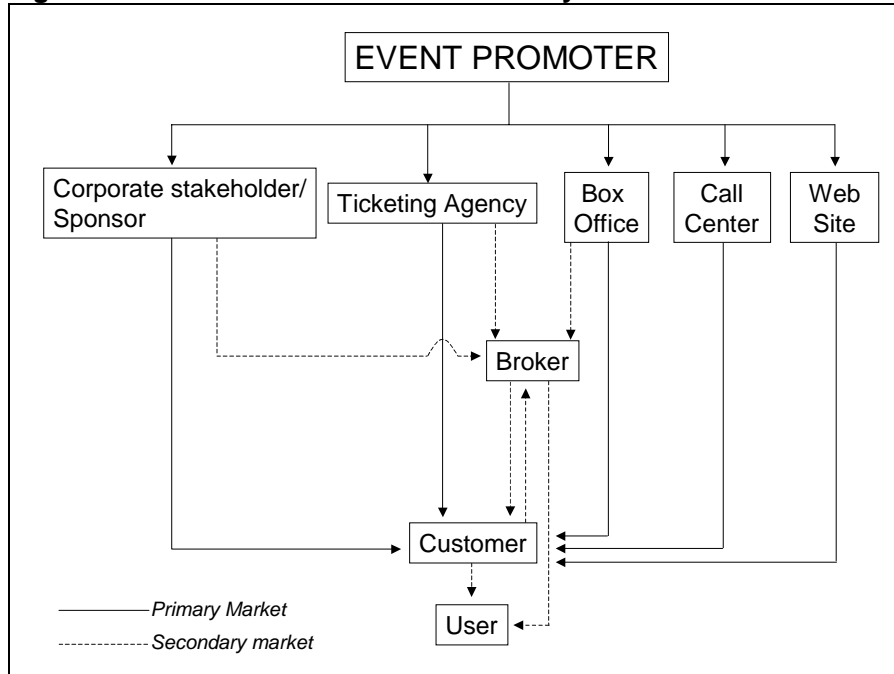 EVENT PROMOTER
Corporate stakeholder/
Sponsor
Ticketing Agency
Box
Office
Call
Center
Web
Site
Broker
Customer
User
Primary Market
Secondary market